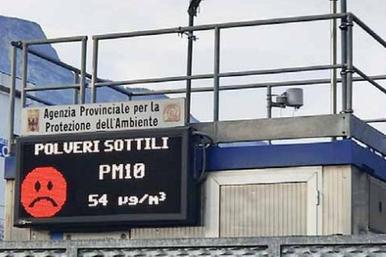 Agenzia Provinciale per la
Protezione dell'Ambiente
POLVERI SOTTILI
PM10
54 µg/m³